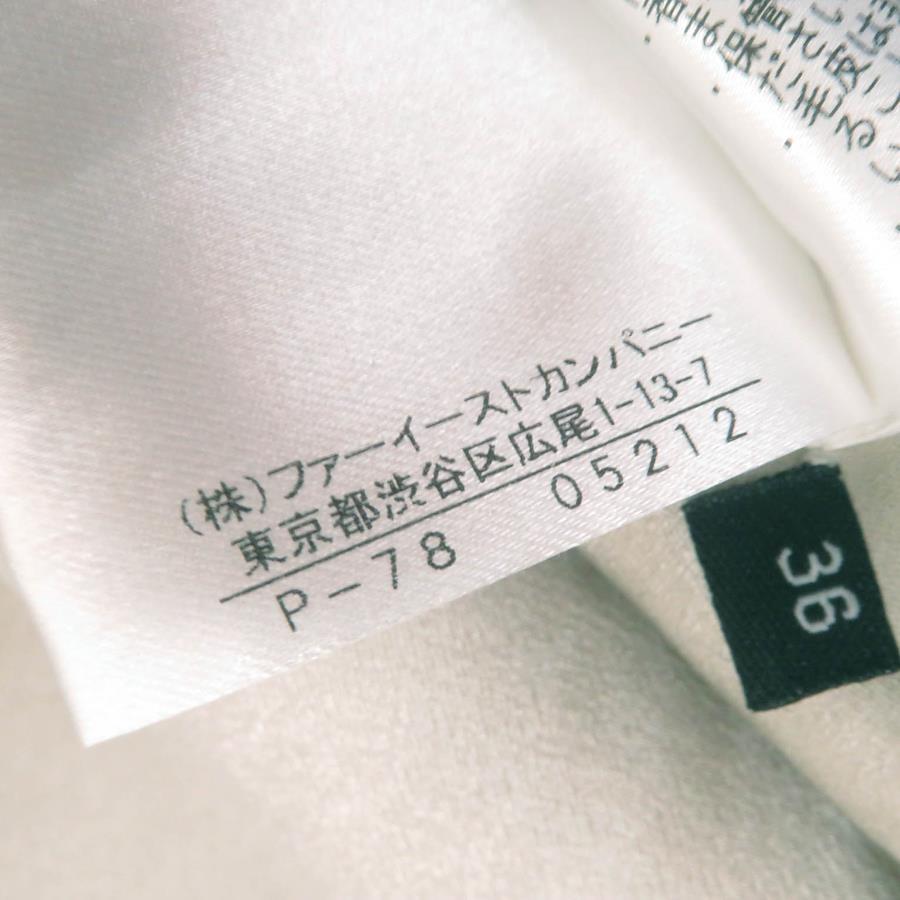 (株)ファーイーストカンパニー
東京都渋谷区広尾1-13-7
P-78 05212
36